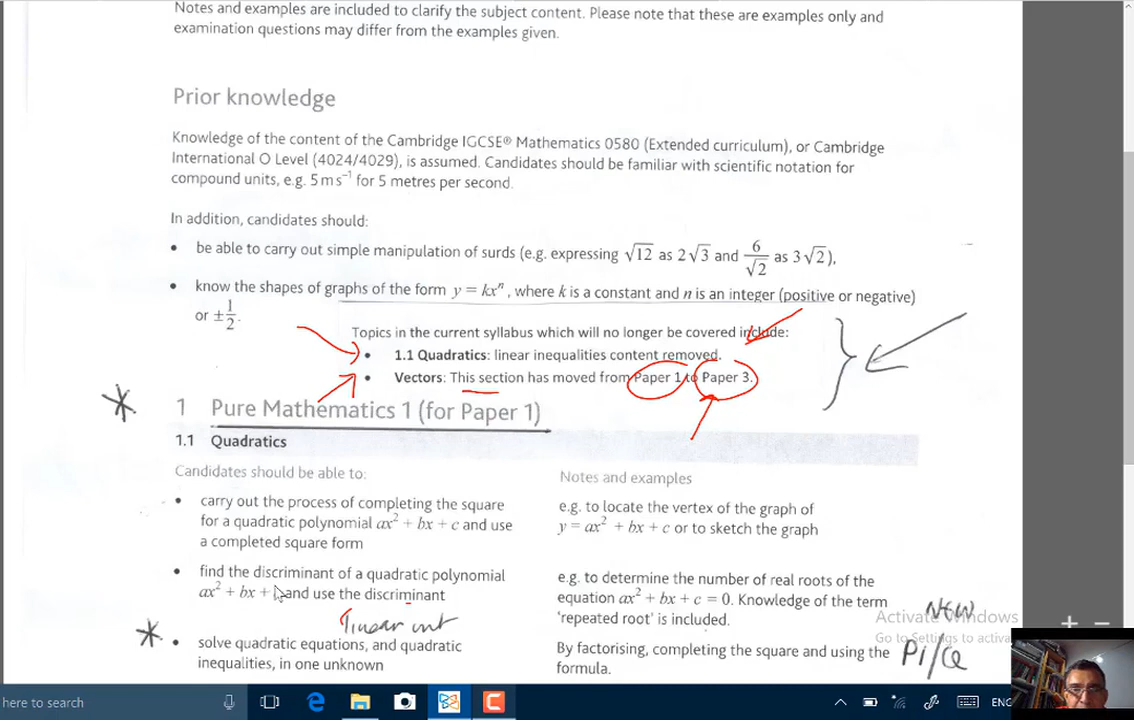 Notes and examples are included to clarify the subject content. Please note that these are examples only and
examination questions may differ from the examples given.
Prior knowledge
Knowledge of the content of the Cambridge IGCSE® Mathematics 0580 (Extended curriculum), or Cambridge
International O Level (4024/4029), is assumed. Candidates should be familiar with scientific notation for
compound units, e.g. 5 m s⁻¹ for 5 metres per second.
In addition, candidates should:
• be able to carry out simple manipulation of surds (e.g. expressing √12 as 2√3 and 6/√2 as 3√2),
• know the shapes of graphs of the form y = kxⁿ, where k is a constant and n is an integer (positive or negative)
or ±1/2.
Topics in the current syllabus which will no longer be covered include:
• 1.1 Quadratics: linear inequalities content removed.
• Vectors: This section has moved from Paper 1 to Paper 3.
1 Pure Mathematics 1 (for Paper 1)
1.1 Quadratics
Candidates should be able to:
Notes and examples
• carry out the process of completing the square
for a quadratic polynomial ax² + bx + c and use
a completed square form
e.g. to locate the vertex of the graph of
y = ax² + bx + c or to sketch the graph
• find the discriminant of a quadratic polynomial
ax² + bx + and use the discriminant
e.g. to determine the number of real roots of the
equation ax² + bx + c = 0. Knowledge of the term
'repeated root' is included.
linear
• solve quadratic equations, and quadratic
inequalities, in one unknown
By factorising, completing the square and using the
formula.
NEW
Activate Windows
Go to Settings to activa
here to search
ENG